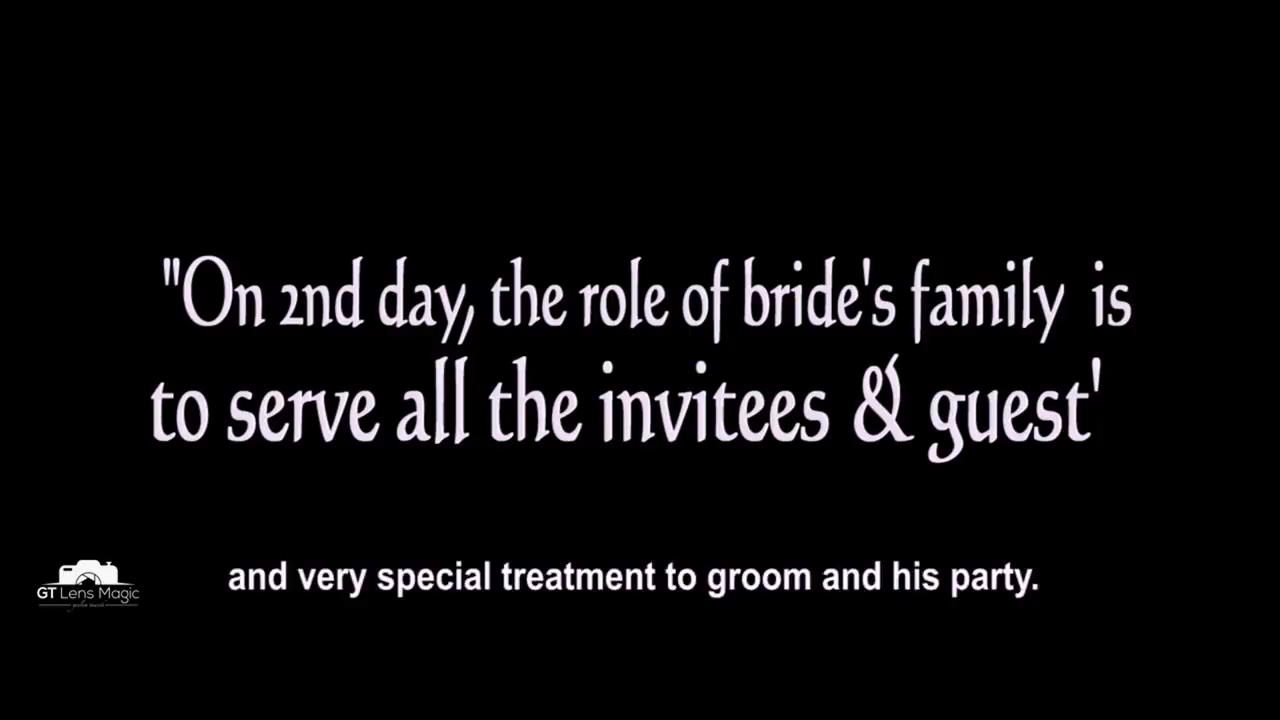 "On 2nd day, the role of bride's family is
to serve all the invitees & guest'
and very special treatment to groom and his party.
GT Lens Magic